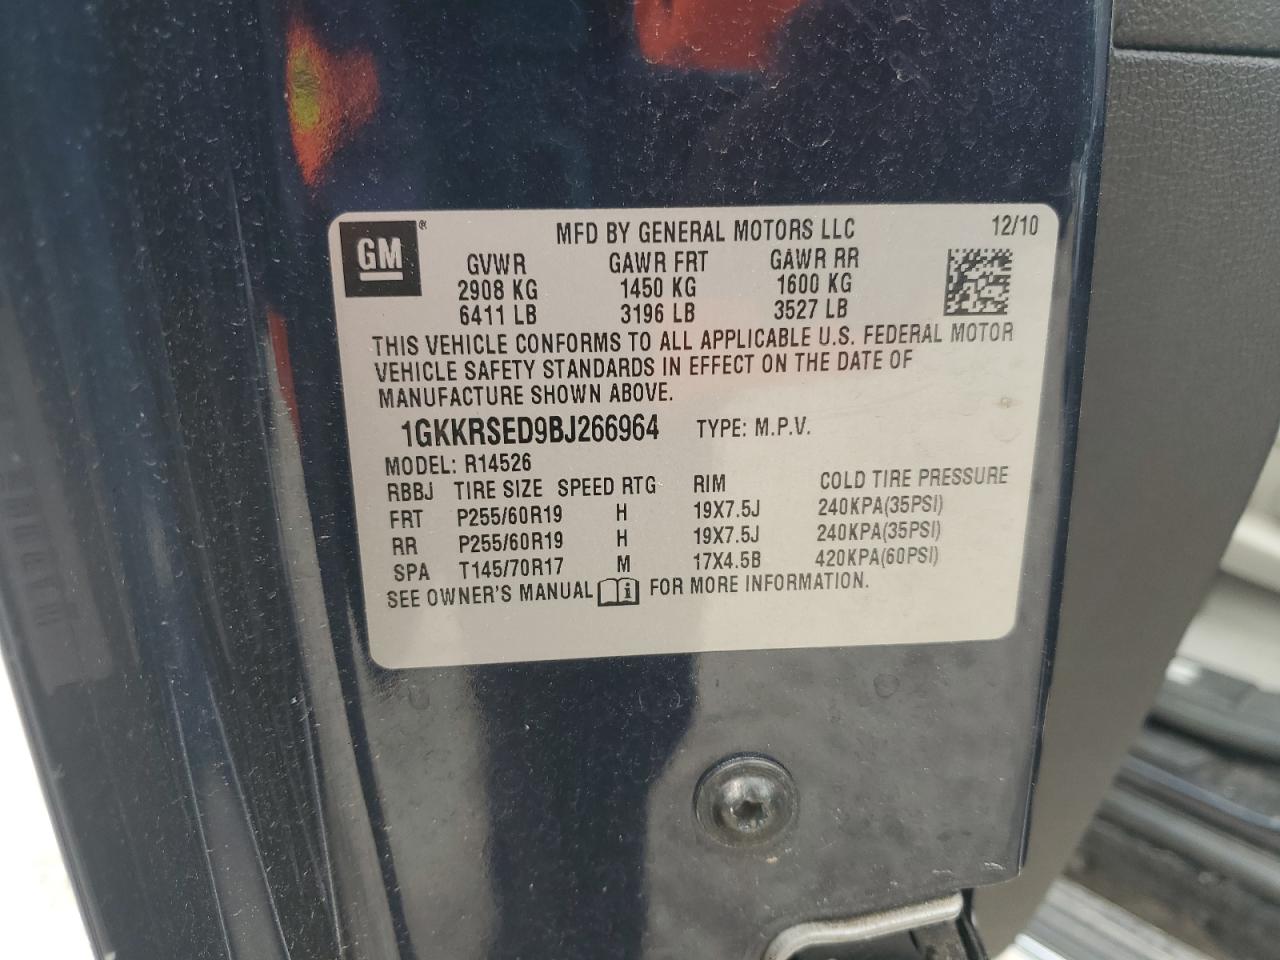 GM ® MFD BY GENERAL MOTORS LLC 12/10
GVWR GAWR FRT GAWR RR
2908 KG 1450 KG 1600 KG
6411 LB 3196 LB 3527 LB
THIS VEHICLE CONFORMS TO ALL APPLICABLE U.S. FEDERAL MOTOR
VEHICLE SAFETY STANDARDS IN EFFECT ON THE DATE OF
MANUFACTURE SHOWN ABOVE.
1GKKRSED9BJ266964 TYPE: M.P.V.
MODEL: R14526
RBBJ TIRE SIZE SPEED RTG RIM COLD TIRE PRESSURE
FRT P255/60R19 H 19X7.5J 240KPA(35PSI)
RR P255/60R19 H 19X7.5J 240KPA(35PSI)
SPA T145/70R17 M 17X4.5B 420KPA(60PSI)
SEE OWNER'S MANUAL i FOR MORE INFORMATION.